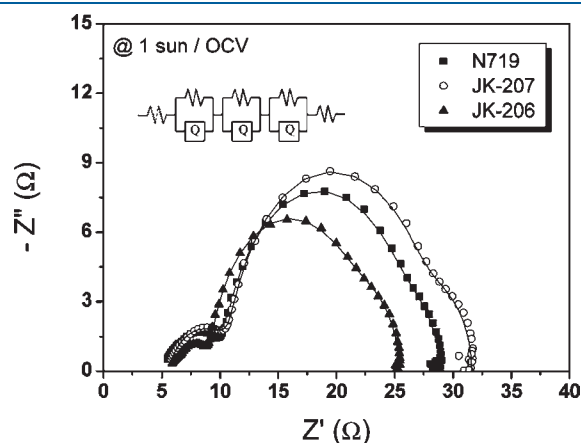 @ 1 sun / OCV
N719
JK-207
JK-206
Q Q Q
15
12
9
6
3
0
- Z" (Ω)
0 5 10 15 20 25 30 35 40
Z' (Ω)